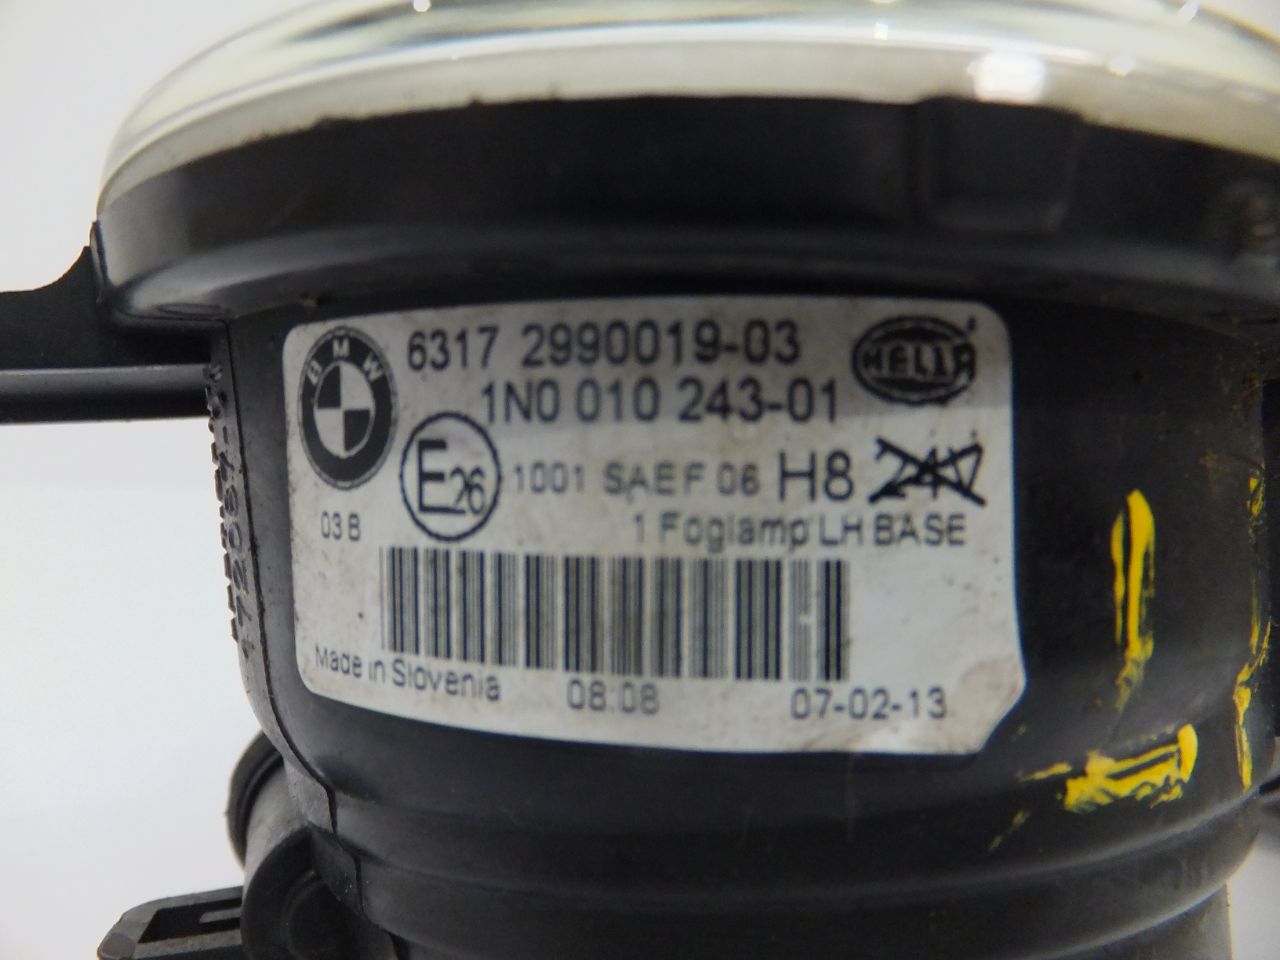 BMW
6317 2990019-03
HELLA
1N0 010 243-01
E26
1001 SAE F 06 H8 24V
03 B
1 Foglamp LH BASE
Made in Slovenia
08:08
07-02-13